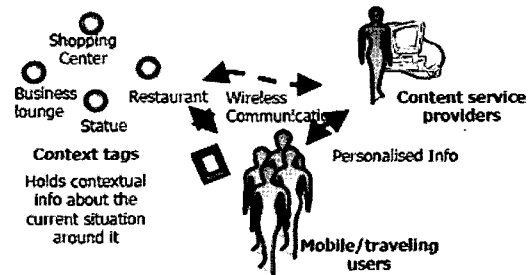 Shopping
Center
Business
lounge
Restaurant
Statue
Wireless
Communication
Content service
providers
Context tags
Holds contextual
info about the
current situation
around it
Personalised Info
Mobile/traveling
users